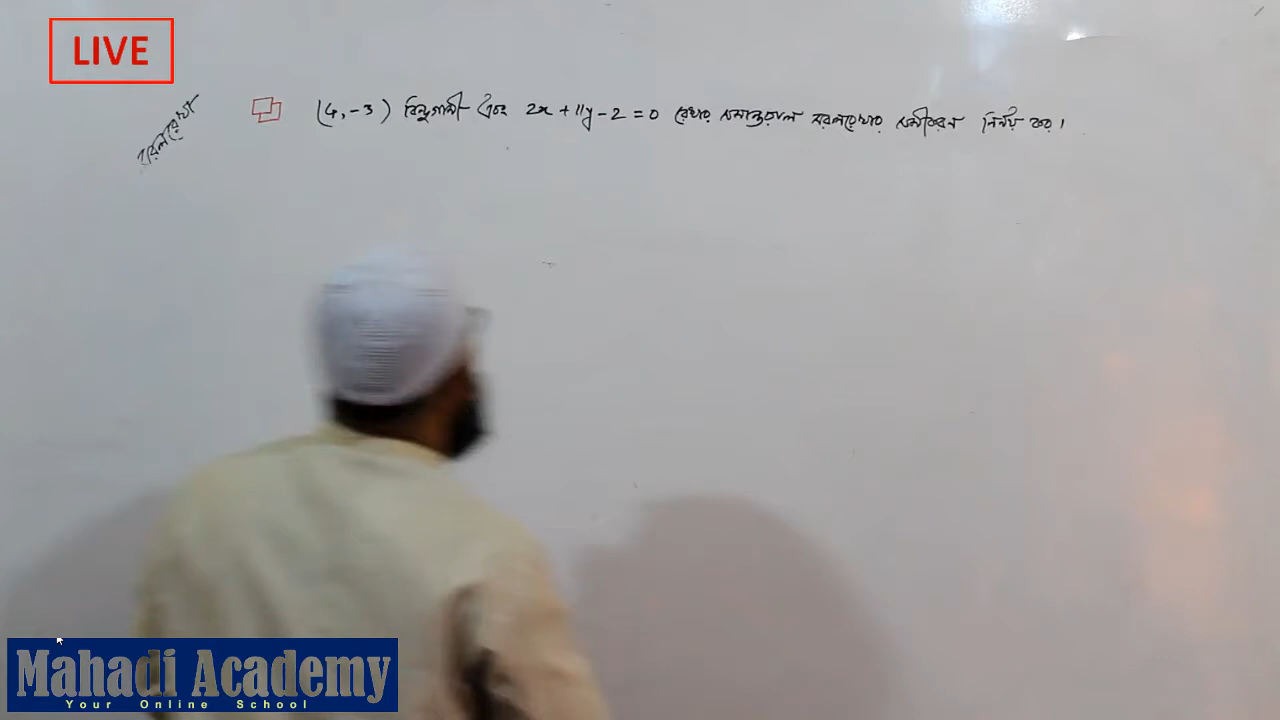 LIVE
সরলরেখা
(4, -3) বিন্দুগামী এবং 2x + 11y - 2 = 0 রেখার সমান্তরাল সরলরেখার সমীকরণ নির্ণয় কর।
Mahadi Academy
Your Online School